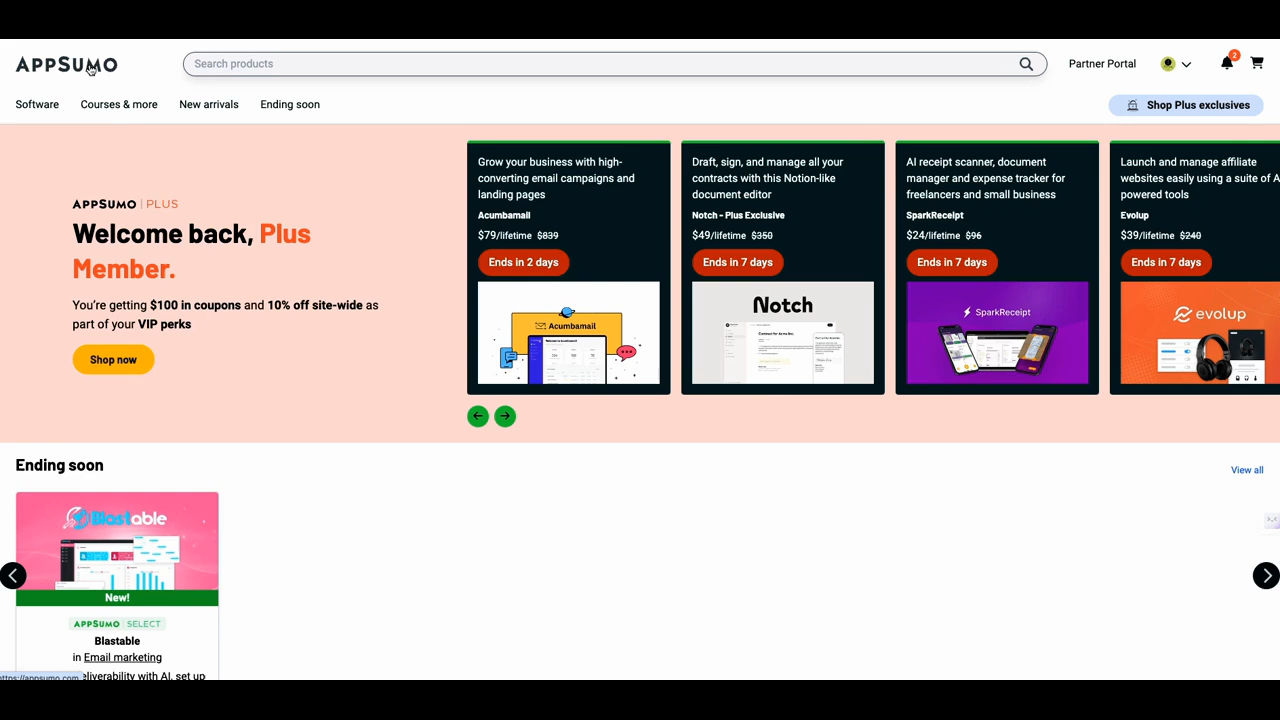 APPSUMO
Search products
Partner Portal
2
Software
Courses & more
New arrivals
Ending soon
Shop Plus exclusives
APPSUMO | PLUS
Welcome back, Plus
Member.
You're getting $100 in coupons and 10% off site-wide as
part of your VIP perks
Shop now
Grow your business with high-
converting email campaigns and
landing pages
Acumbamail
$79/lifetime $839
Ends in 2 days
Acumbamail
Draft, sign, and manage all your
contracts with this Notion-like
document editor
Notch - Plus Exclusive
$49/lifetime $350
Ends in 7 days
Notch
AI receipt scanner, document
manager and expense tracker for
freelancers and small business
SparkReceipt
$24/lifetime $96
Ends in 7 days
SparkReceipt
Launch and manage affiliate
websites easily using a suite of A
powered tools
Evolup
$39/lifetime $240
Ends in 7 days
evolup
Ending soon
View all
Blastable
New!
APPSUMO | SELECT
Blastable
in Email marketing
eliverability with AI, set up
https://appsumo.com